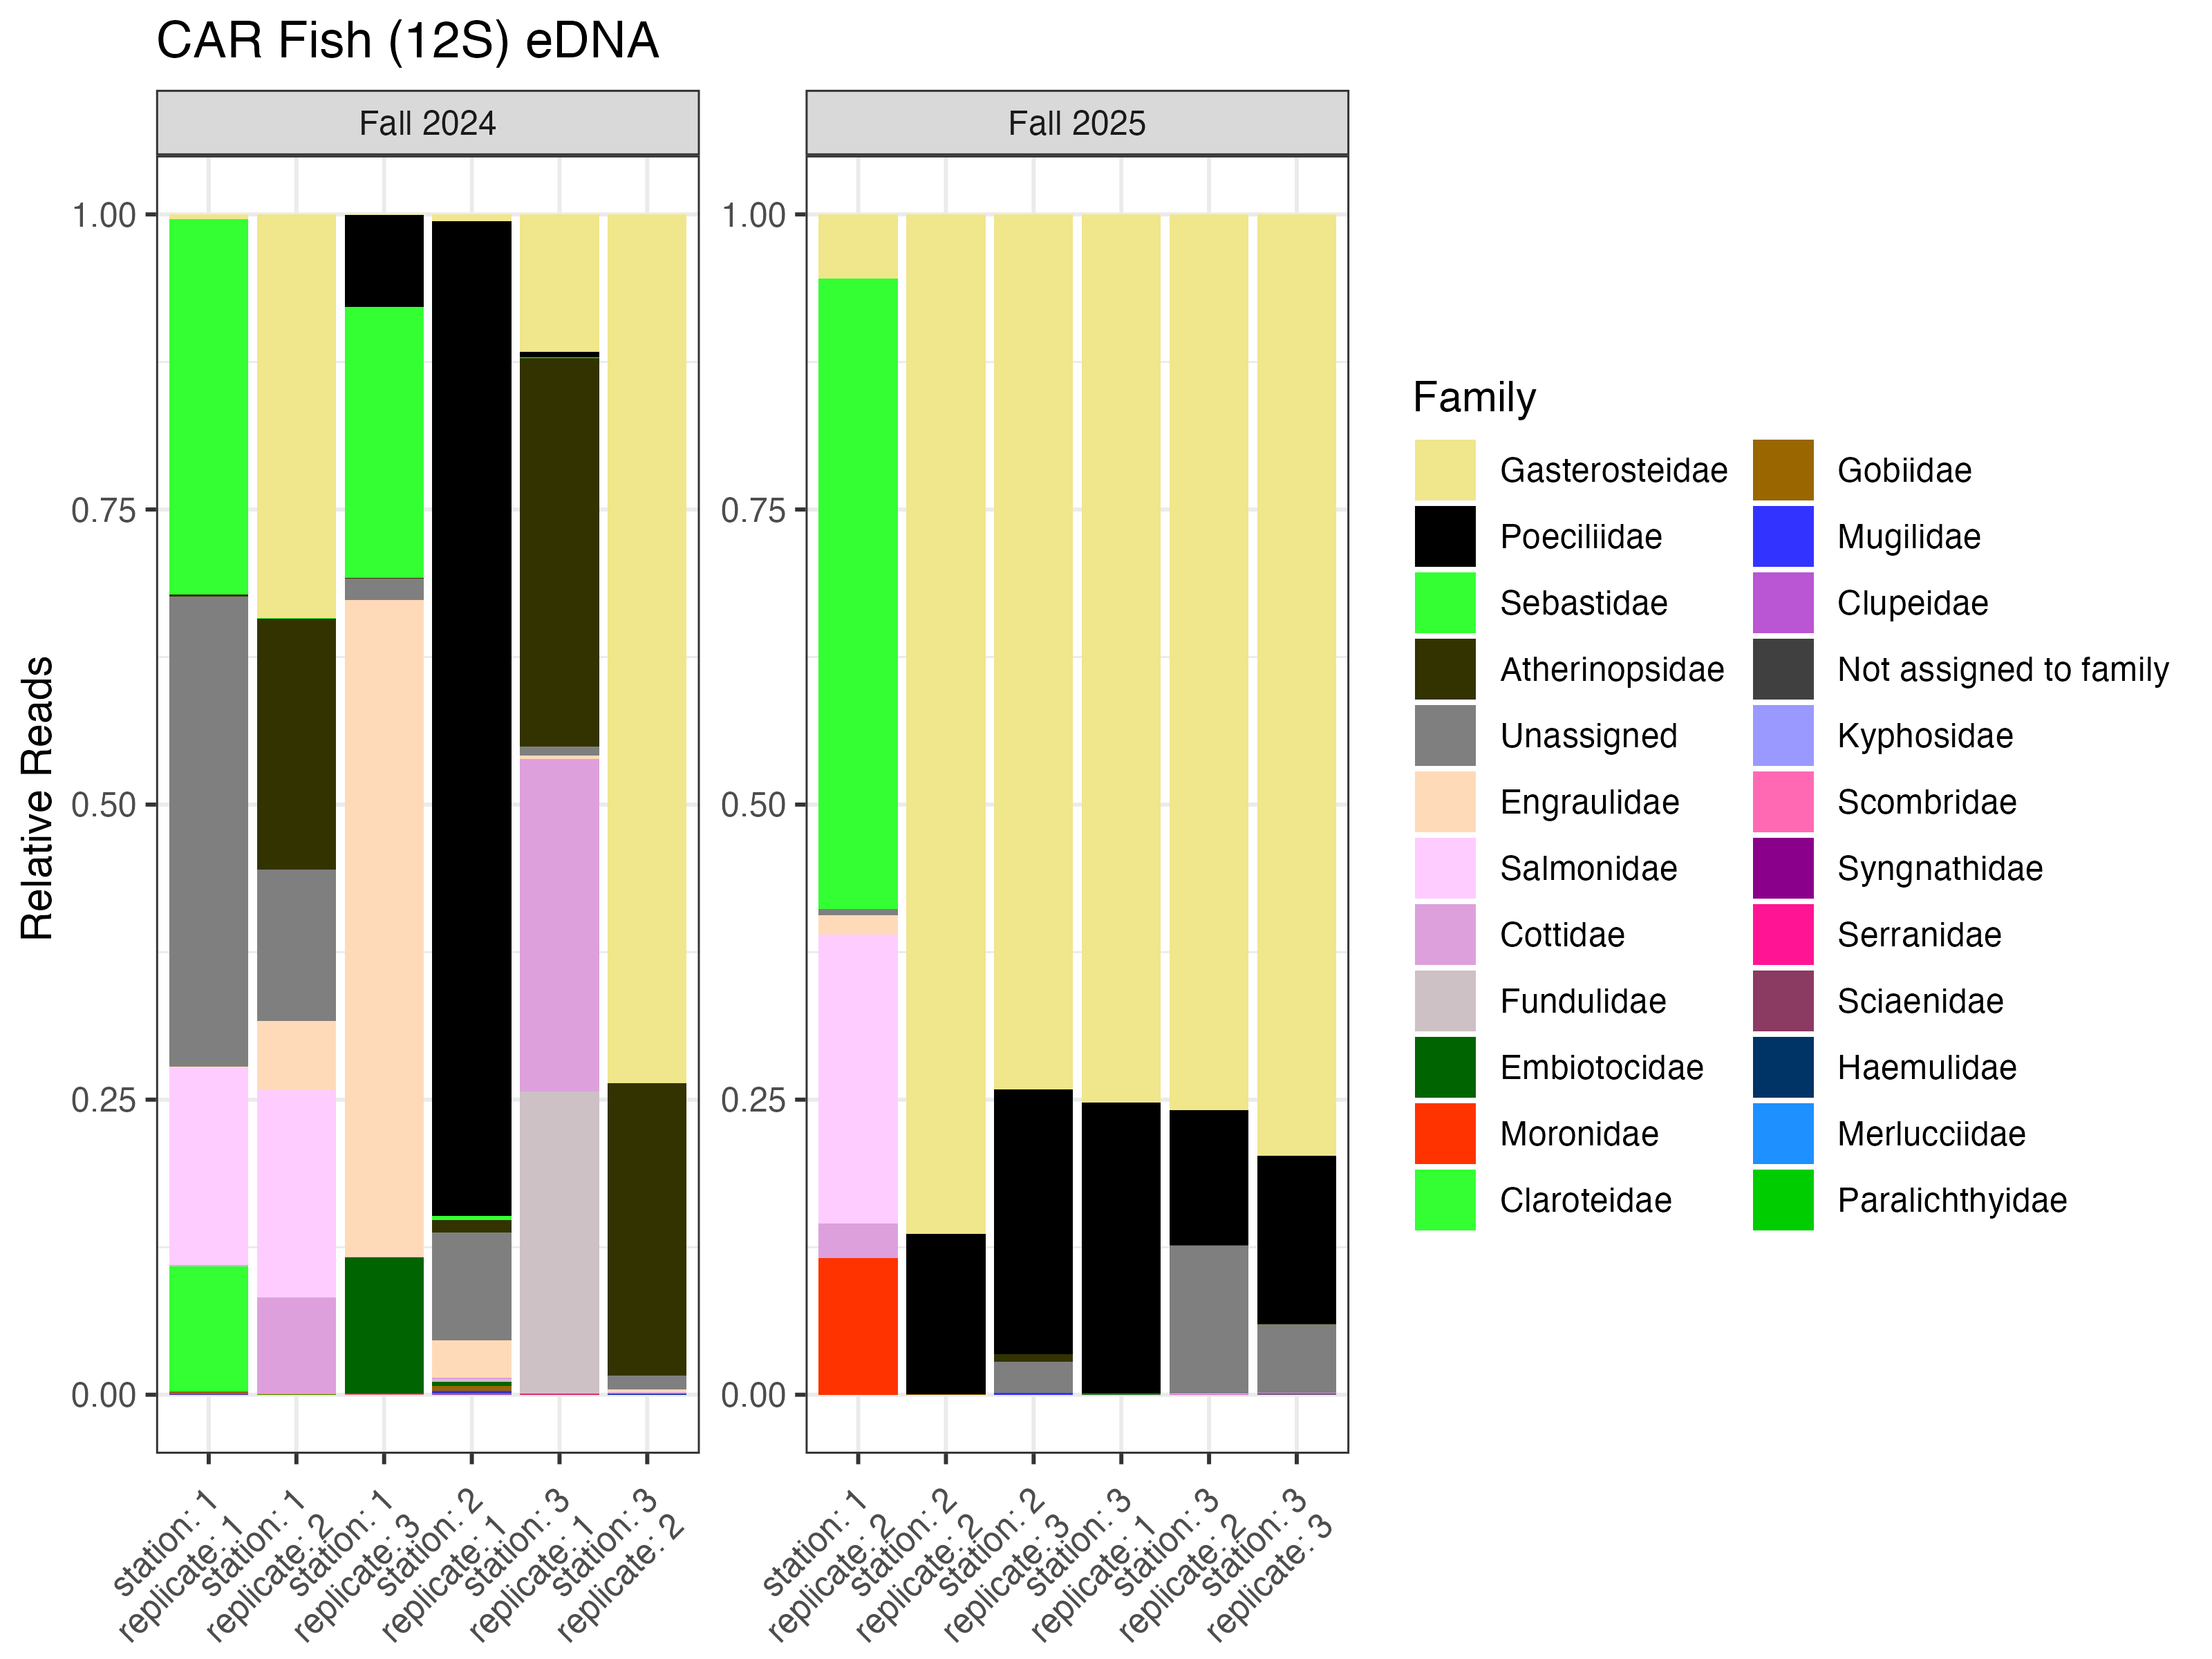 CAR Fish (12S) eDNA
Fall 2024
Fall 2025
Relative Reads
1.00
0.75
0.50
0.25
0.00
1.00
0.75
0.50
0.25
0.00
station: 1
replicate: 1
station: 1
replicate: 2
station: 1
replicate: 3
station: 2
replicate: 1
station: 3
replicate: 1
station: 3
replicate: 2
station: 1
replicate: 2
station: 2
replicate: 2
station: 2
replicate: 3
station: 3
replicate: 1
station: 3
replicate: 2
station: 3
replicate: 3
Family
Gasterosteidae
Poeciliidae
Sebastidae
Atherinopsidae
Unassigned
Engraulidae
Salmonidae
Cottidae
Fundulidae
Embiotocidae
Moronidae
Claroteidae
Gobiidae
Mugilidae
Clupeidae
Not assigned to family
Kyphosidae
Scombridae
Syngnathidae
Serranidae
Sciaenidae
Haemulidae
Merlucciidae
Paralichthyidae